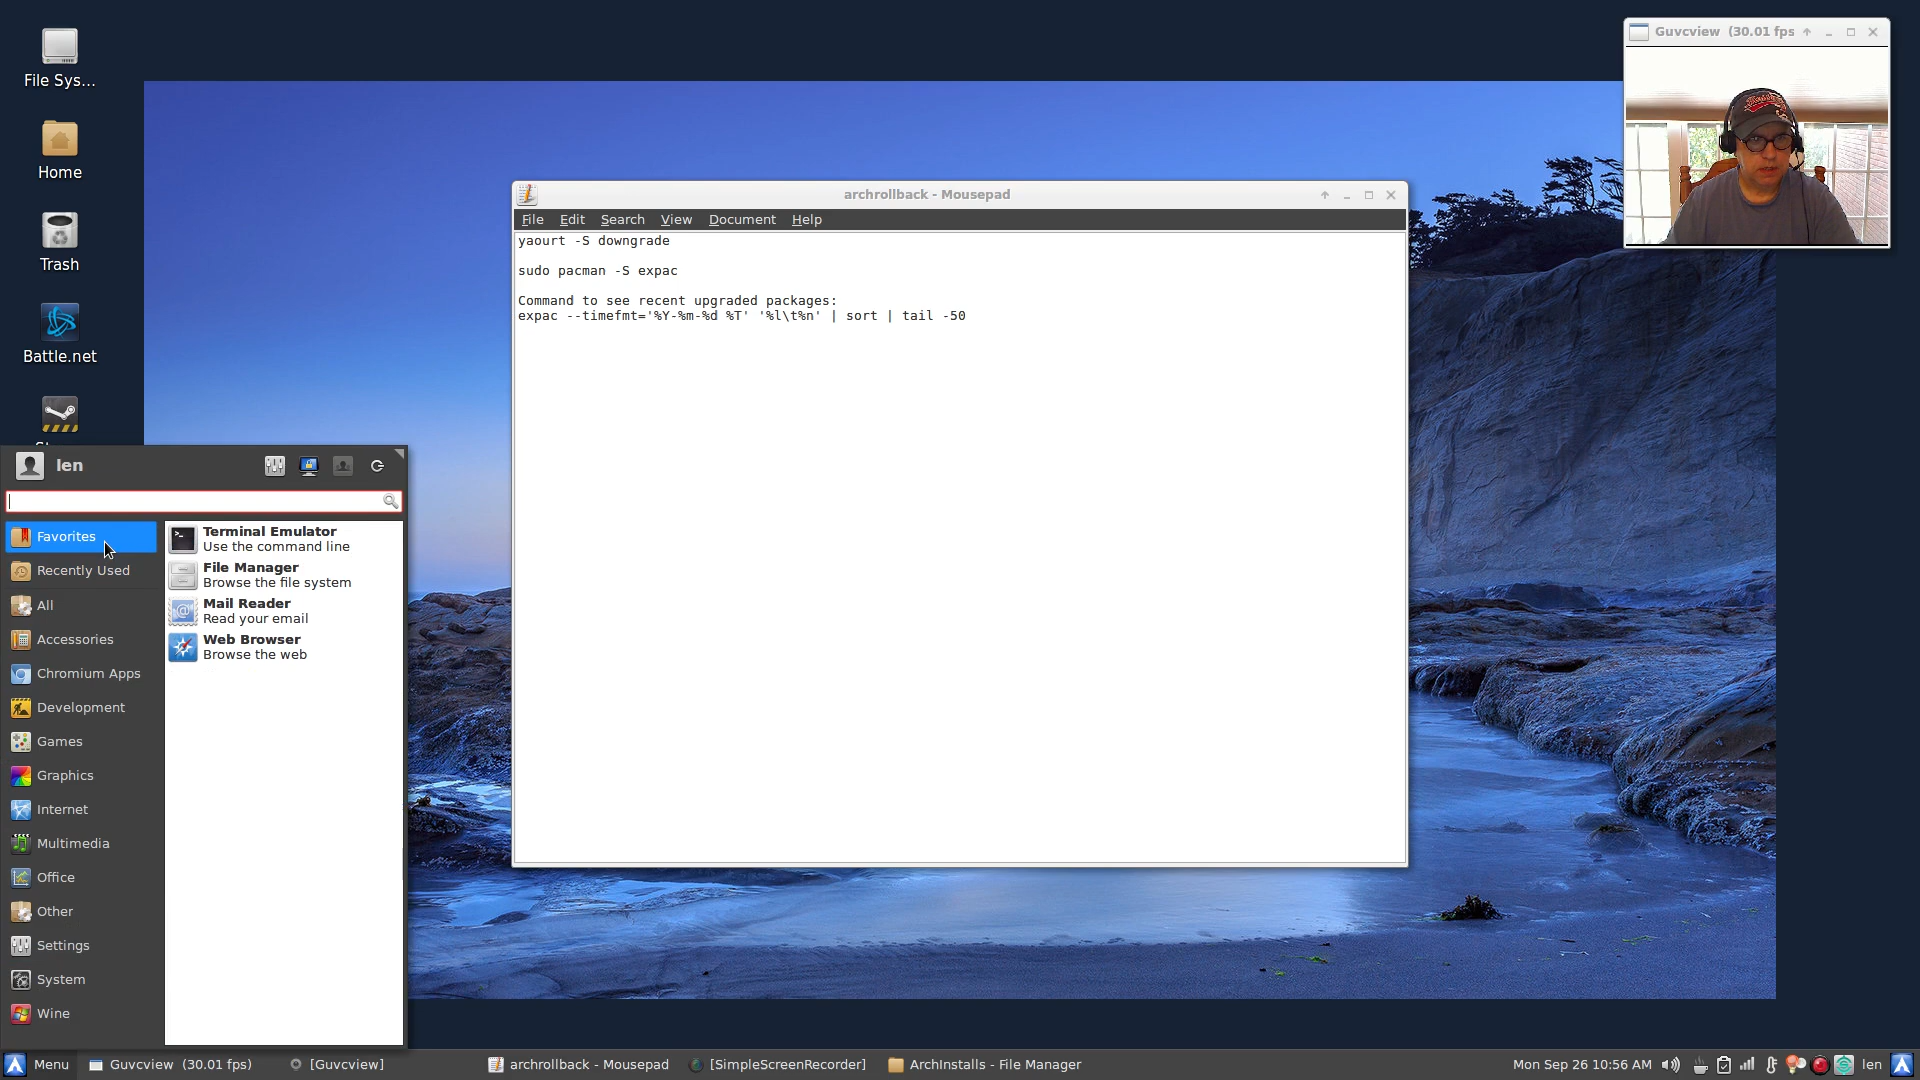 File Sys...
Home
Trash
Battle.net
Guvcview (30.01 fps
archrollback - Mousepad
File Edit Search View Document Help
yaourt -S downgrade
sudo pacman -S expac
Command to see recent upgraded packages:
expac --timefmt='%Y-%m-%d %T' '%l\t%n' | sort | tail -50
len
Favorites
Recently Used
All
Accessories
Chromium Apps
Development
Games
Graphics
Internet
Multimedia
Office
Other
Settings
System
Wine
Terminal Emulator
Use the command line
File Manager
Browse the file system
Mail Reader
Read your email
Web Browser
Browse the web
Menu Guvcview (30.01 fps) [Guvcview] archrollback - Mousepad [SimpleScreenRecorder] ArchInstalls - File Manager Mon Sep 26 10:56 AM len